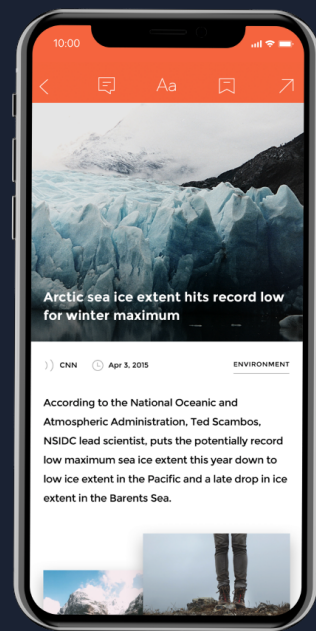 10:00
Aa
Arctic sea ice extent hits record low
for winter maximum
CNN
Apr 3, 2015
ENVIRONMENT
According to the National Oceanic and
Atmospheric Administration, Ted Scambos,
NSIDC lead scientist, puts the potentially record
low maximum sea ice extent this year down to
low ice extent in the Pacific and a late drop in ice
extent in the Barents Sea.